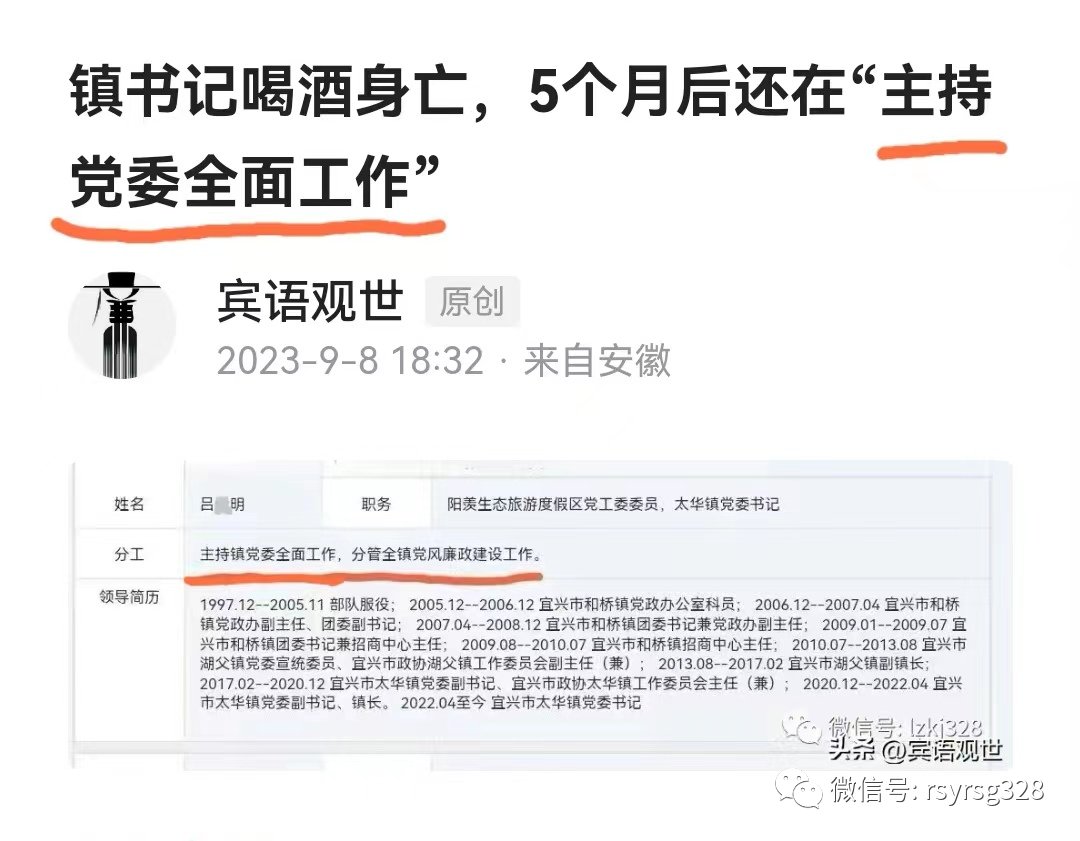 镇书记喝酒身亡，5个月后还在“主持
党委全面工作”
宾语观世 原创
2023-9-8 18:32 · 来自安徽
姓名 吕 明 职务 阳羡生态旅游度假区党工委委员，太华镇党委书记
分工 主持镇党委全面工作，分管全镇党风廉政建设工作。
领导简历
1997.12--2005.11 部队服役； 2005.12--2006.12 宜兴市和桥镇党政办公室科员； 2006.12--2007.04 宜兴市和桥
镇党政办副主任、团委副书记； 2007.04--2008.12 宜兴市和桥镇团委书记兼党政办副主任； 2009.01--2009.07 宜
兴市和桥镇团委书记兼招商中心主任； 2009.08--2010.07 宜兴市和桥镇招商中心主任； 2010.07--2013.08 宜兴市
湖父镇党委宣统委员、宜兴市政协湖父镇工作委员会副主任（兼）； 2013.08--2017.02 宜兴市湖父镇副镇长；
2017.02--2020.12 宜兴市太华镇党委副书记、宜兴市政协太华镇工作委员会主任（兼）； 2020.12--2022.04 宜兴
市太华镇党委副书记、镇长。 2022.04至今 宜兴市太华镇党委书记
微信号: lzkj328
头条 @宾语观世
微信号: rsyrsg328